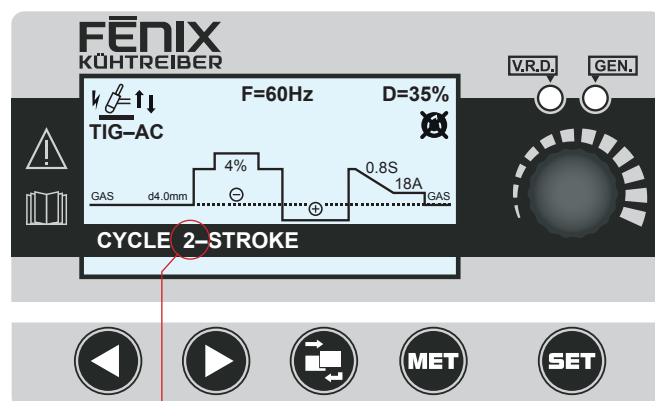 FĒNIX
KÜHTREIBER
V.R.D. GEN.
F=60Hz D=35%
TIG–AC
4% 0.8S
18A
GAS d4.0mm GAS
CYCLE 2–STROKE
MET SET